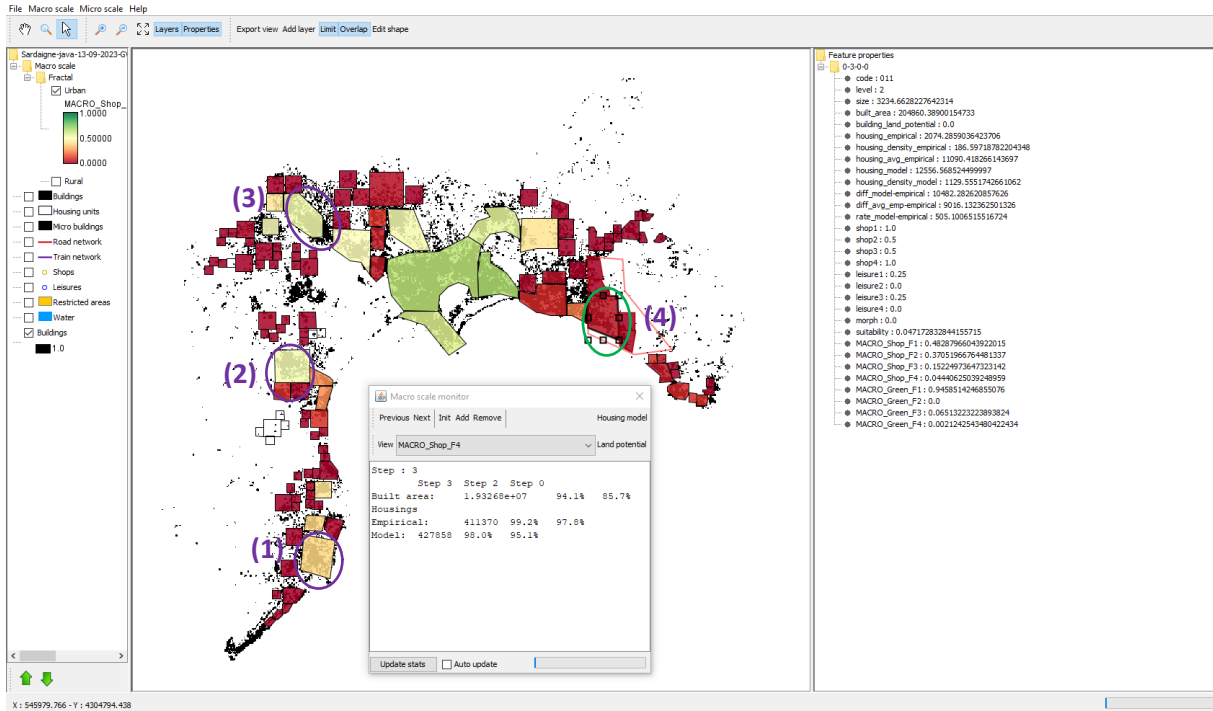 File Macro scale Micro scale Help
Layers Properties Export view Add layer Limit Overlap Edit shape
Sardaigne-java-13-09-2023-G
Macro scale
Fractal
Urban
MACRO_Shop_
1.0000
0.50000
0.0000
Rural
Buildings
Housing units
Micro buildings
Road network
Train network
Shops
Leisures
Restricted areas
Water
Buildings
1.0
(3)
(2)
(1)
(4)
Macro scale monitor
Previous Next Init Add Remove Housing model
View MACRO_Shop_F4 Land potential
Step : 3
Step 3 Step 2 Step 0
Built area: 1.93268e+07 94.1% 85.7%
Housings
Empirical: 411370 99.2% 97.8%
Model: 427858 98.0% 95.1%
Update stats Auto update
Feature properties
0-3-0-0
code : 011
level : 2
size : 3234.6628227642314
built_area : 204860.38900154733
building_land_potential : 0.0
housing_empirical : 2074.2859036423706
housing_density_empirical : 186.59718782204348
housing_avg_empirical : 11090.418266143697
housing_model : 12556.568524499997
housing_density_model : 1129.5551742661062
diff_model-empirical : 10482.282620857626
diff_avg_emp-empirical : 9016.132362501326
rate_model-empirical : 505.1006515516724
shop1 : 1.0
shop2 : 0.5
shop3 : 0.5
shop4 : 1.0
leisure1 : 0.25
leisure2 : 0.0
leisure3 : 0.25
leisure4 : 0.0
morph : 0.0
suitability : 0.047172832844155715
MACRO_Shop_F1 : 0.48287966043922015
MACRO_Shop_F2 : 0.37051966764481337
MACRO_Shop_F3 : 0.15224973647323142
MACRO_Shop_F4 : 0.04440625039248959
MACRO_Green_F1 : 0.9458514246855076
MACRO_Green_F2 : 0.0
MACRO_Green_F3 : 0.06513223223893824
MACRO_Green_F4 : 0.0021242543480422434
X : 545979.766 - Y : 4304794.438